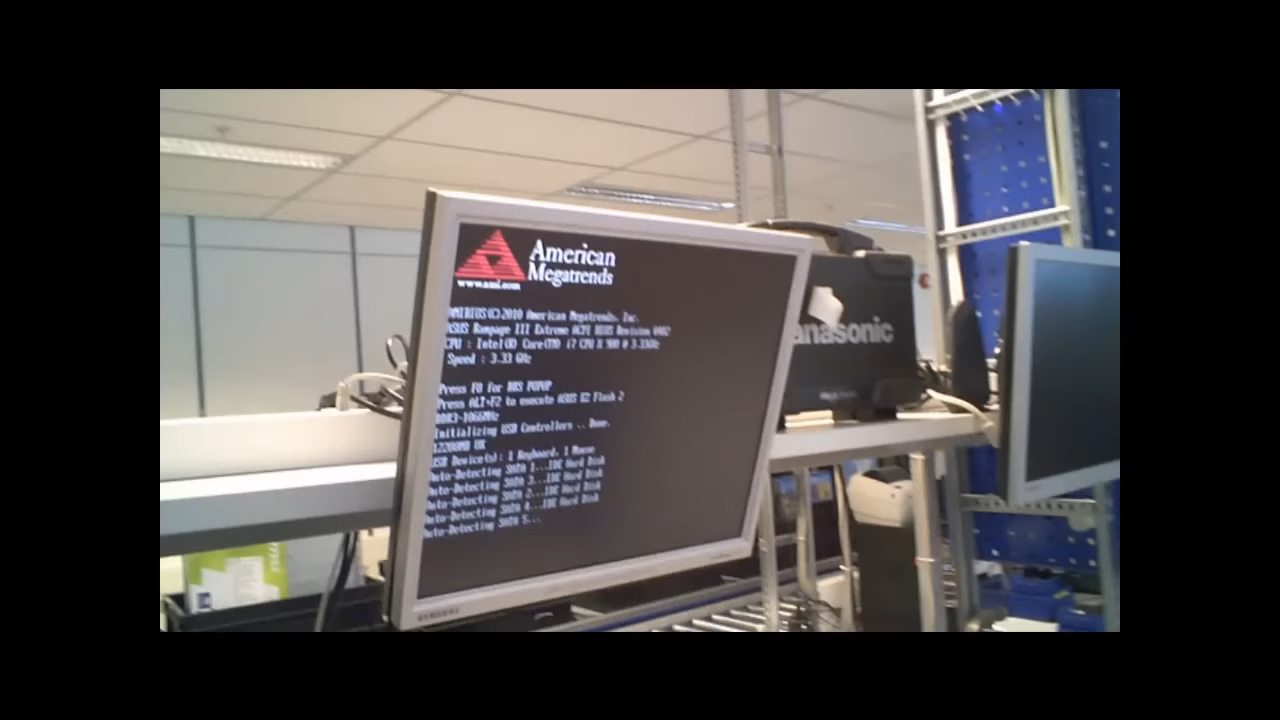 American
Megatrends
www.ami.com
AMIBIOS(C)2010 American Megatrends, Inc.
ASUS Rampage III Extreme ACPI BIOS Revision 0402
CPU : Intel(R) Core(TM) i7 CPU X 980 @ 3.33GHz
Speed : 3.33 GHz
Press F8 for BBS POPUP
Press ALT+F2 to execute ASUS EZ Flash 2
DDR3-1066MHz
Initializing USB Controllers .. Done.
12280MB OK
USB Device(s): 1 Keyboard, 1 Mouse
Auto-Detecting SATA 1...IDE Hard Disk
Auto-Detecting SATA 3...IDE Hard Disk
Auto-Detecting SATA 2...IDE Hard Disk
Auto-Detecting SATA 4...IDE Hard Disk
Auto-Detecting SATA 5...
SAMSUNG
anasonic